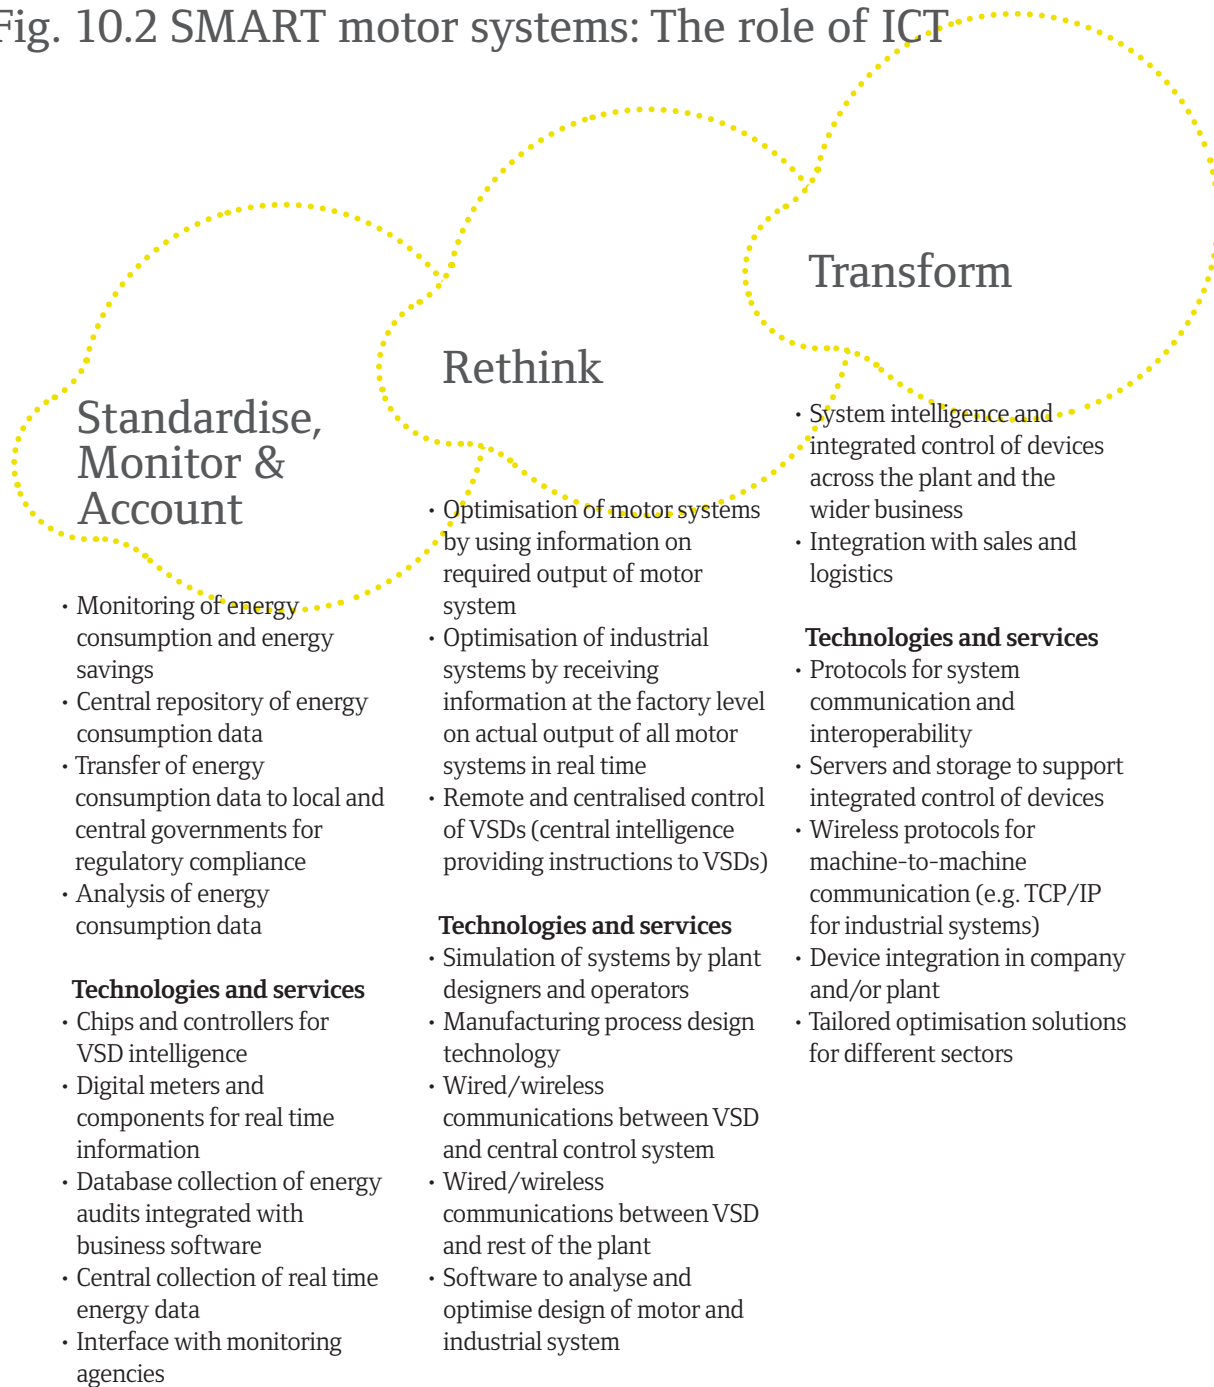 Fig. 10.2 SMART motor systems: The role of ICT
Standardise,
Monitor &
Account
• Monitoring of energy
consumption and energy
savings
• Central repository of energy
consumption data
• Transfer of energy
consumption data to local and
central governments for
regulatory compliance
• Analysis of energy
consumption data
Technologies and services
• Chips and controllers for
VSD intelligence
• Digital meters and
components for real time
information
• Database collection of energy
audits integrated with
business software
• Central collection of real time
energy data
• Interface with monitoring
agencies
Rethink
• Optimisation of motor systems
by using information on
required output of motor
system
• Optimisation of industrial
systems by receiving
information at the factory level
on actual output of all motor
systems in real time
• Remote and centralised control
of VSDs (central intelligence
providing instructions to VSDs)
Technologies and services
• Simulation of systems by plant
designers and operators
• Manufacturing process design
technology
• Wired/wireless
communications between VSD
and central control system
• Wired/wireless
communications between VSD
and rest of the plant
• Software to analyse and
optimise design of motor and
industrial system
Transform
• System intelligence and
integrated control of devices
across the plant and the
wider business
• Integration with sales and
logistics
Technologies and services
• Protocols for system
communication and
interoperability
• Servers and storage to support
integrated control of devices
• Wireless protocols for
machine-to-machine
communication (e.g. TCP/IP
for industrial systems)
• Device integration in company
and/or plant
• Tailored optimisation solutions
for different sectors